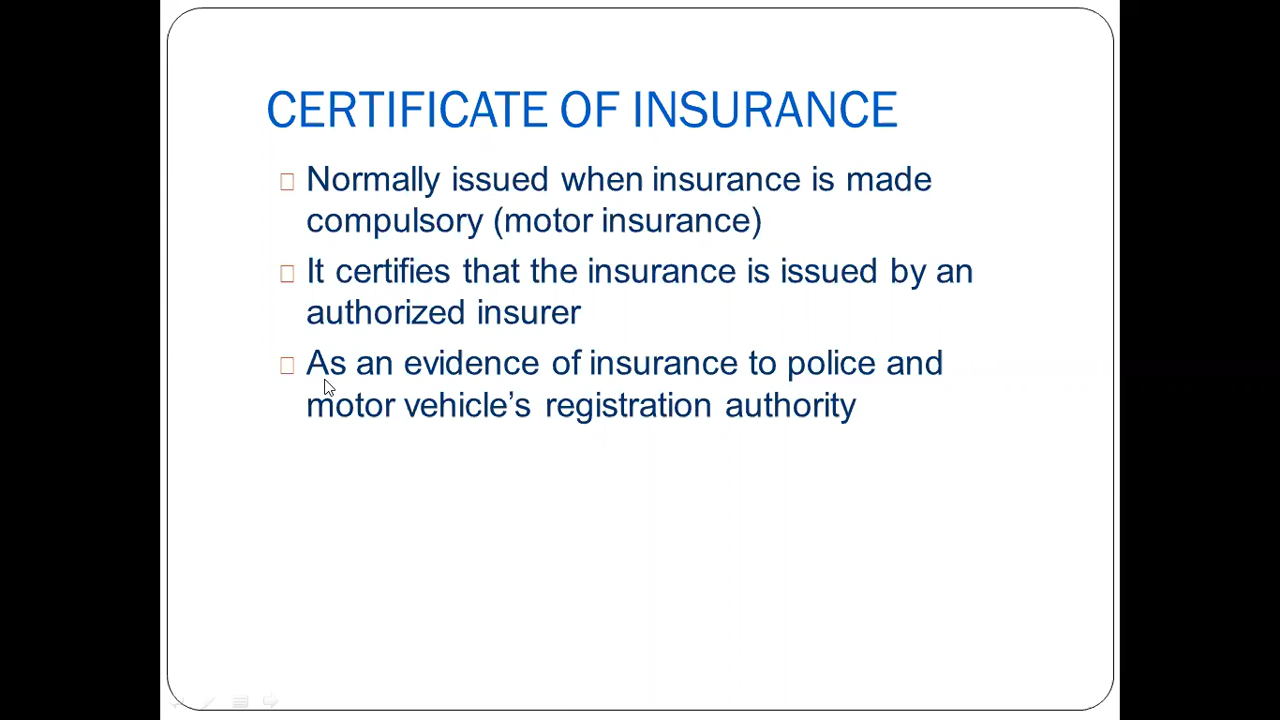 CERTIFICATE OF INSURANCE
Normally issued when insurance is made
compulsory (motor insurance)
It certifies that the insurance is issued by an
authorized insurer
As an evidence of insurance to police and
motor vehicle’s registration authority